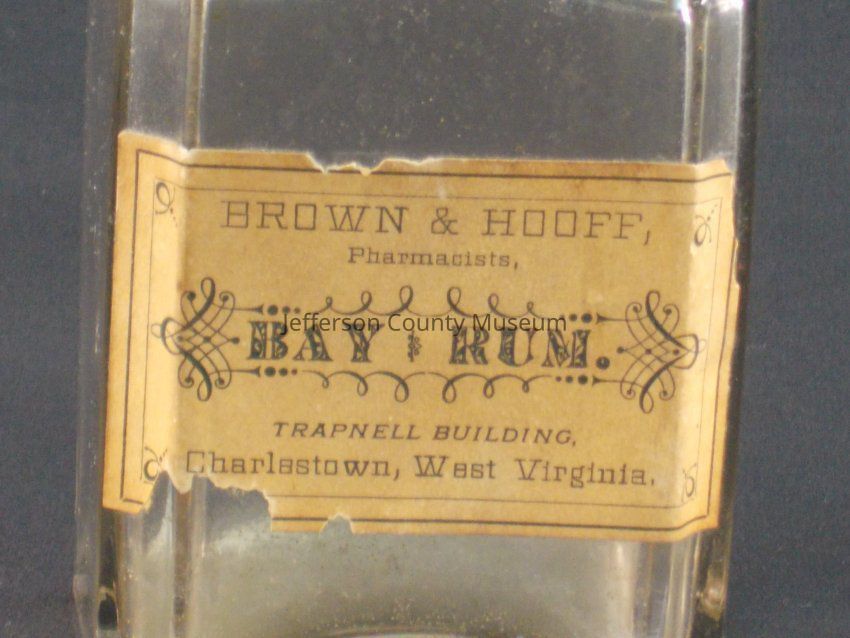 BROWN & HOOFF,
Pharmacists,
Jefferson County Museum
BAY RUM.
TRAPNELL BUILDING,
Charlestown, West Virginia.